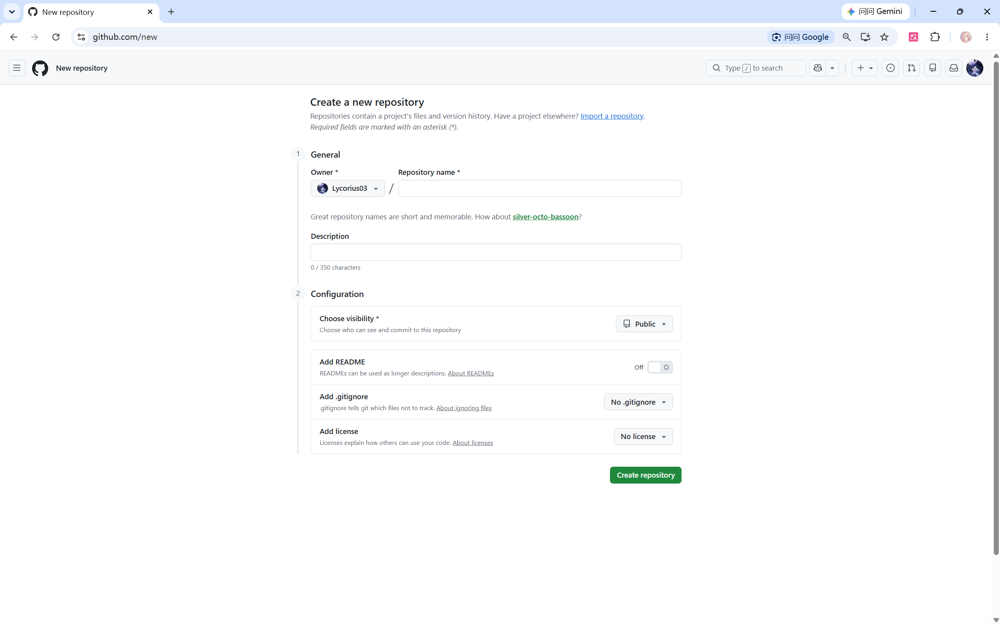 New repository
问问 Gemini
github.com/new
问问 Google
New repository
Type / to search
Create a new repository
Repositories contain a project's files and version history. Have a project elsewhere? Import a repository.
Required fields are marked with an asterisk (*).
1
General
Owner *
Repository name *
Lycorius03
/
Great repository names are short and memorable. How about silver-octo-bassoon?
Description
0 / 350 characters
2
Configuration
Choose visibility *
Choose who can see and commit to this repository
Public
Add README
READMEs can be used as longer descriptions. About READMEs
Off
Add .gitignore
.gitignore tells git which files not to track. About ignoring files
No .gitignore
Add license
Licenses explain how others can use your code. About licenses
No license
Create repository